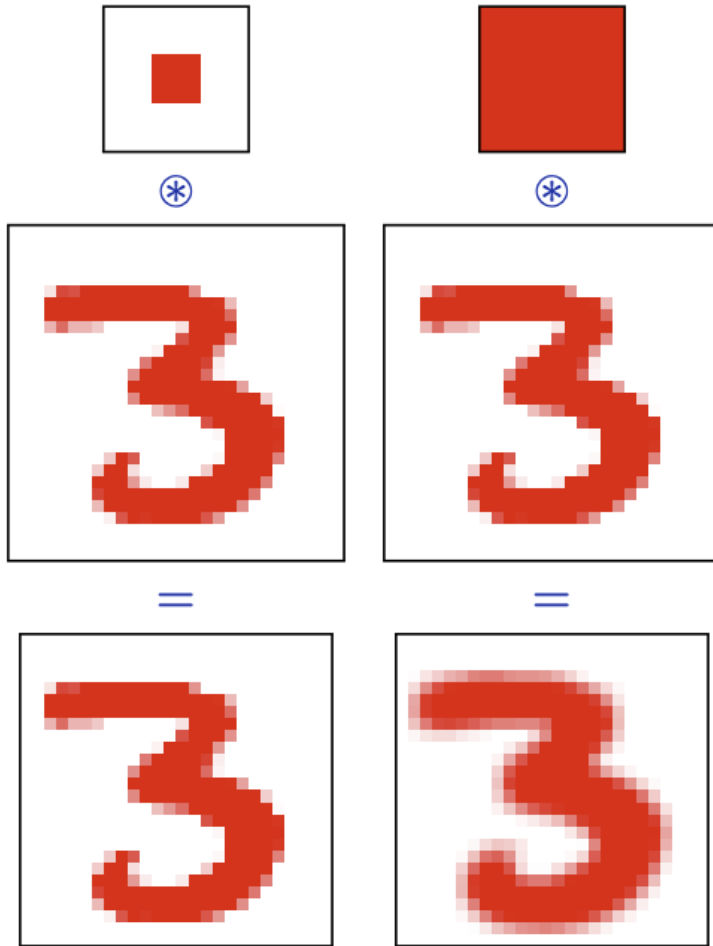 ⊛ ⊛
3 3
= =
3 3